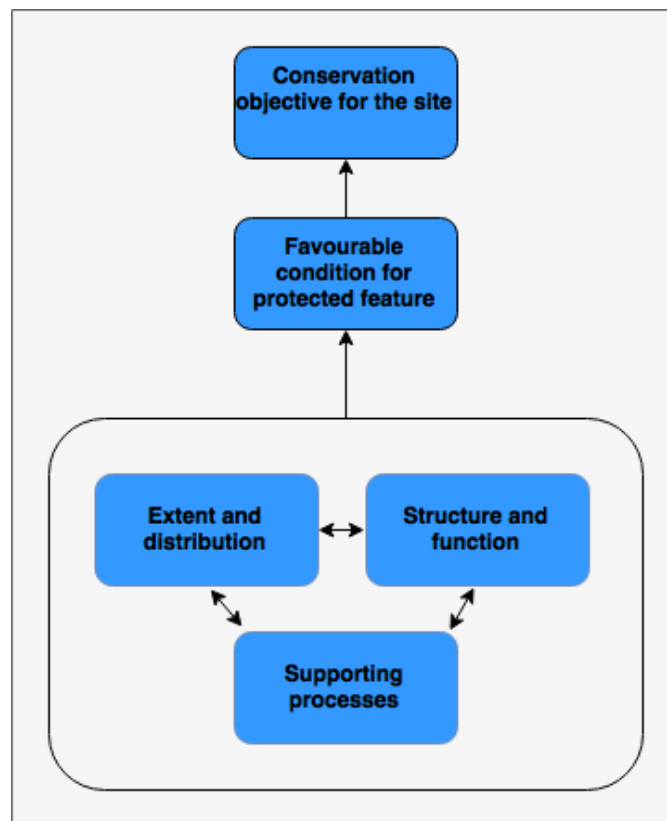 Conservation
objective for the site
Favourable
condition for
protected feature
Extent and
distribution
Structure and
function
Supporting
processes